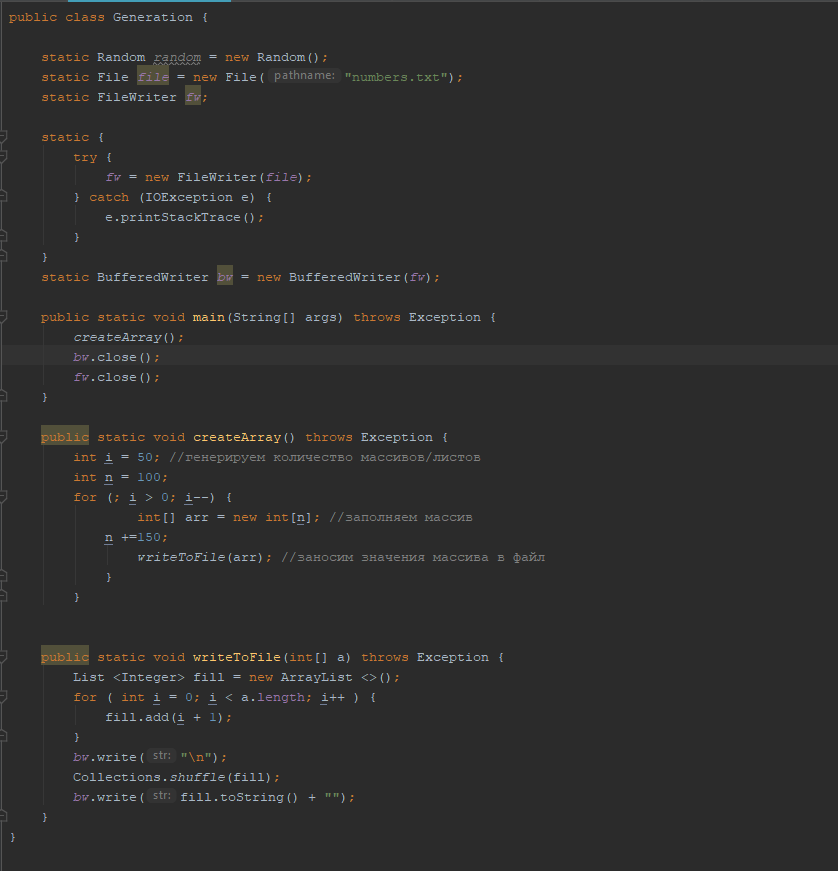 public class Generation {
static Random random = new Random();
static File file = new File( pathname: "numbers.txt");
static FileWriter fw;
static {
try {
fw = new FileWriter(file);
} catch (IOException e) {
e.printStackTrace();
}
}
static BufferedWriter bw = new BufferedWriter(fw);
public static void main(String[] args) throws Exception {
createArray();
bw.close();
fw.close();
}
public static void createArray() throws Exception {
int i = 50; //генерируем количество массивов/листов
int n = 100;
for (; i > 0; i--) {
int[] arr = new int[n]; //заполняем массив
n +=150;
writeToFile(arr); //заносим значения массива в файл
}
}
public static void writeToFile(int[] a) throws Exception {
List <Integer> fill = new ArrayList <>();
for ( int i = 0; i < a.length; i++ ) {
fill.add(i + 1);
}
bw.write( str: "\n");
Collections.shuffle(fill);
bw.write( str: fill.toString() + "");
}
}